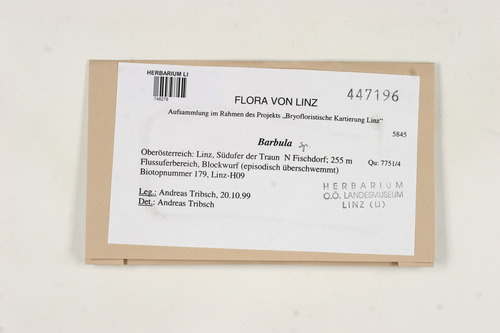 HERBARIUM LI
748278
FLORA VON LINZ
447196
Aufsammlung im Rahmen des Projekts „Bryofloristische Kartierung Linz“
5845
Barbula sp.
Oberösterreich: Linz, Südufer der Traun N Fischdorf; 255 m Qu: 7751/4
Flussuferbereich, Blockwurf (episodisch überschwemmt)
Biotopnummer 179, Linz-H09
HERBARIUM
O.Ö. LANDESMUSEUM
LINZ (LI)
Leg.: Andreas Tribsch, 20.10.99
Det.: Andreas Tribsch